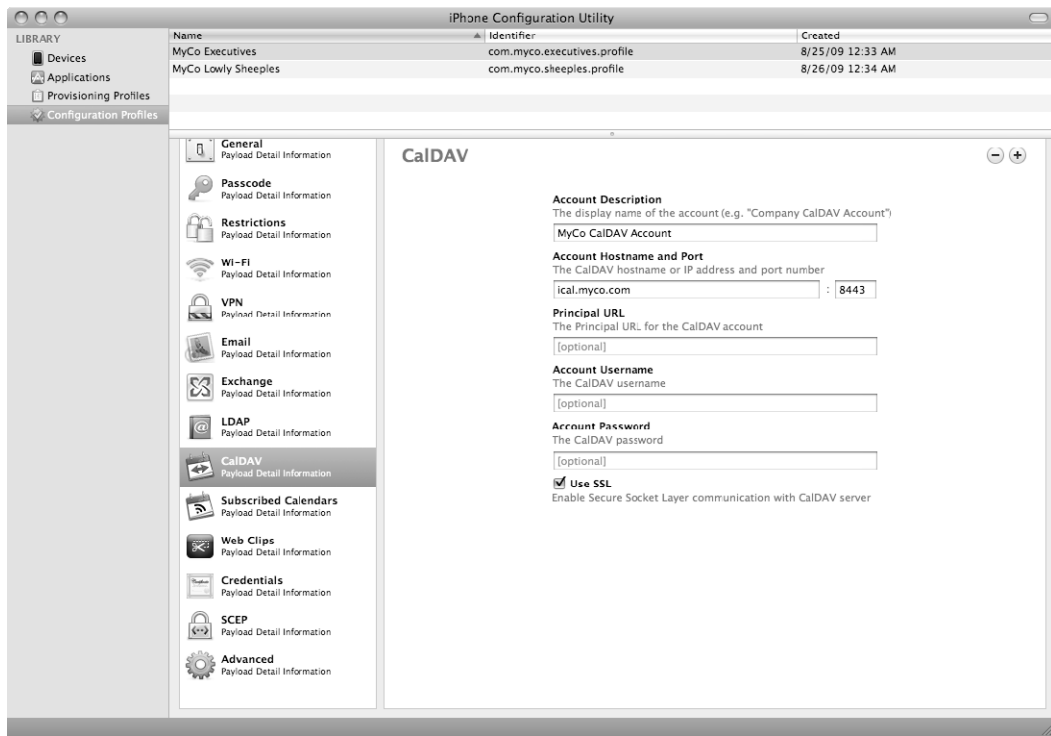 iPhone Configuration Utility
LIBRARY
Devices
Applications
Provisioning Profiles
Configuration Profiles
Name Identifier Created
MyCo Executives com.myco.executives.profile 8/25/09 12:33 AM
MyCo Lowly Sheeples com.myco.sheeples.profile 8/26/09 12:34 AM
General
Payload Detail Information
Passcode
Payload Detail Information
Restrictions
Payload Detail Information
Wi-Fi
Payload Detail Information
VPN
Payload Detail Information
Email
Payload Detail Information
Exchange
Payload Detail Information
LDAP
Payload Detail Information
CalDAV
Payload Detail Information
Subscribed Calendars
Payload Detail Information
Web Clips
Payload Detail Information
Credentials
Payload Detail Information
SCEP
Payload Detail Information
Advanced
Payload Detail Information
CalDAV
Account Description
The display name of the account (e.g. "Company CalDAV Account")
MyCo CalDAV Account
Account Hostname and Port
The CalDAV hostname or IP address and port number
ical.myco.com : 8443
Principal URL
The Principal URL for the CalDAV account
[optional]
Account Username
The CalDAV username
[optional]
Account Password
The CalDAV password
[optional]
Use SSL
Enable Secure Socket Layer communication with CalDAV server